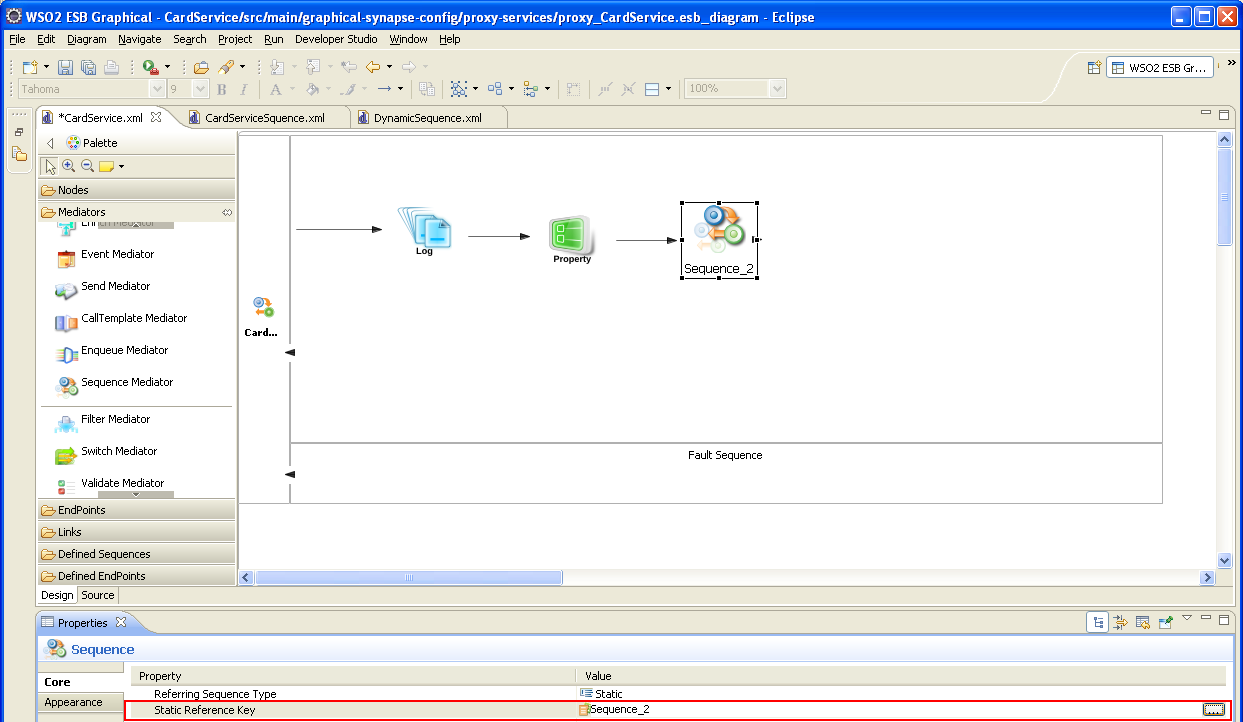 WSO2 ESB Graphical - CardService/src/main/graphical-synapse-config/proxy-services/proxy_CardService.esb_diagram - Eclipse
File Edit Diagram Navigate Search Project Run Developer Studio Window Help
Tahoma 9 B I A 100%
WSO2 ESB Gr...
*CardService.xml CardServiceSquence.xml DynamicSequence.xml
Palette
Nodes
Mediators
Enrich Mediator
Event Mediator
Send Mediator
CallTemplate Mediator
Enqueue Mediator
Sequence Mediator
Filter Mediator
Switch Mediator
Validate Mediator
EndPoints
Links
Defined Sequences
Defined EndPoints
Card...
Log
Property
Sequence_2
Fault Sequence
Design Source
Properties
Sequence
Core
Appearance
Property Value
Referring Sequence Type Static
Static Reference Key Sequence_2 ...